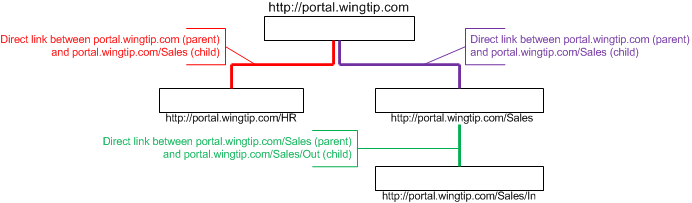 http://portal.wingtip.com
Direct link between portal.wingtip.com (parent)
and portal.wingtip.com/Sales (child)
Direct link between portal.wingtip.com (parent)
and portal.wingtip.com/Sales (child)
http://portal.wingtip.com/HR
http://portal.wingtip.com/Sales
Direct link between portal.wingtip.com/Sales (parent)
and portal.wingtip.com/Sales/Out (child)
http://portal.wingtip.com/Sales/In